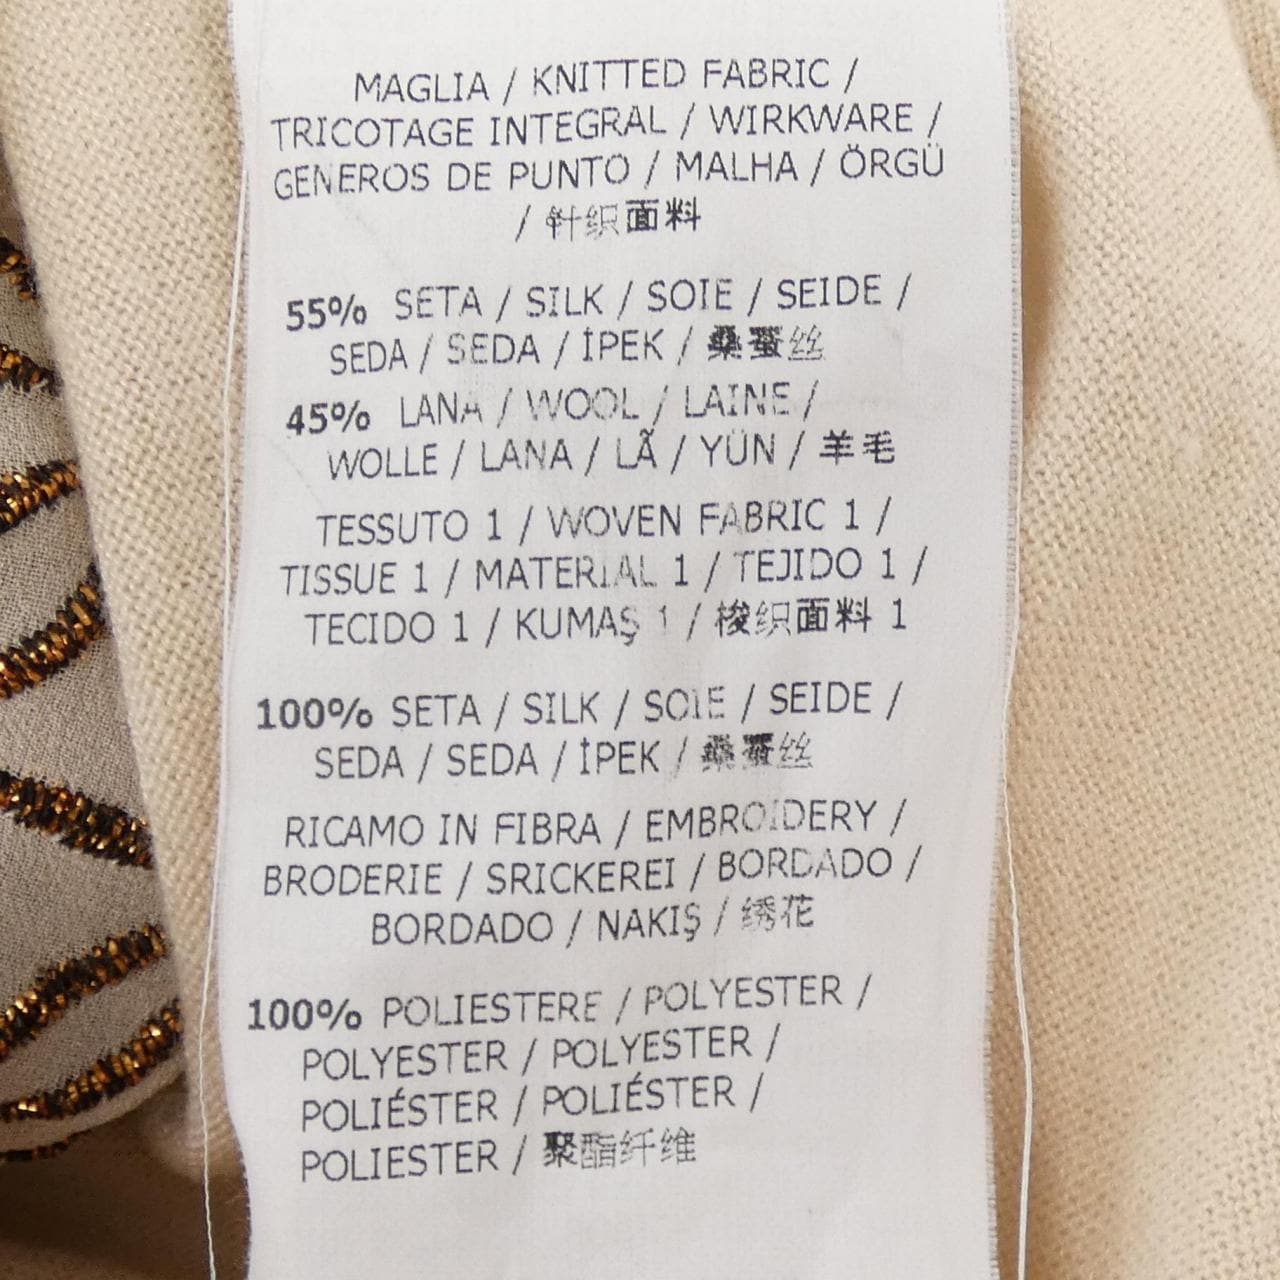 MAGLIA / KNITTED FABRIC /
TRICOTAGE INTEGRAL / WIRKWARE /
GENEROS DE PUNTO / MALHA / ÖRGÜ
/ 针织面料
55% SETA / SILK / SOIE / SEIDE /
SEDA / SEDA / İPEK / 桑蚕丝
45% LANA / WOOL / LAINE /
WOLLE / LANA / LÃ / YÜN / 羊毛
TESSUTO 1 / WOVEN FABRIC 1 /
TISSUE 1 / MATERIAL 1 / TEJIDO 1 /
TECIDO 1 / KUMAŞ 1 / 梭织面料 1
100% SETA / SILK / SOIE / SEIDE /
SEDA / SEDA / İPEK / 桑蚕丝
RICAMO IN FIBRA / EMBROIDERY /
BRODERIE / SRICKEREI / BORDADO /
BORDADO / NAKIŞ / 绣花
100% POLIESTERE / POLYESTER /
POLYESTER / POLYESTER /
POLIÉSTER / POLIÉSTER /
POLIESTER / 聚酯纤维